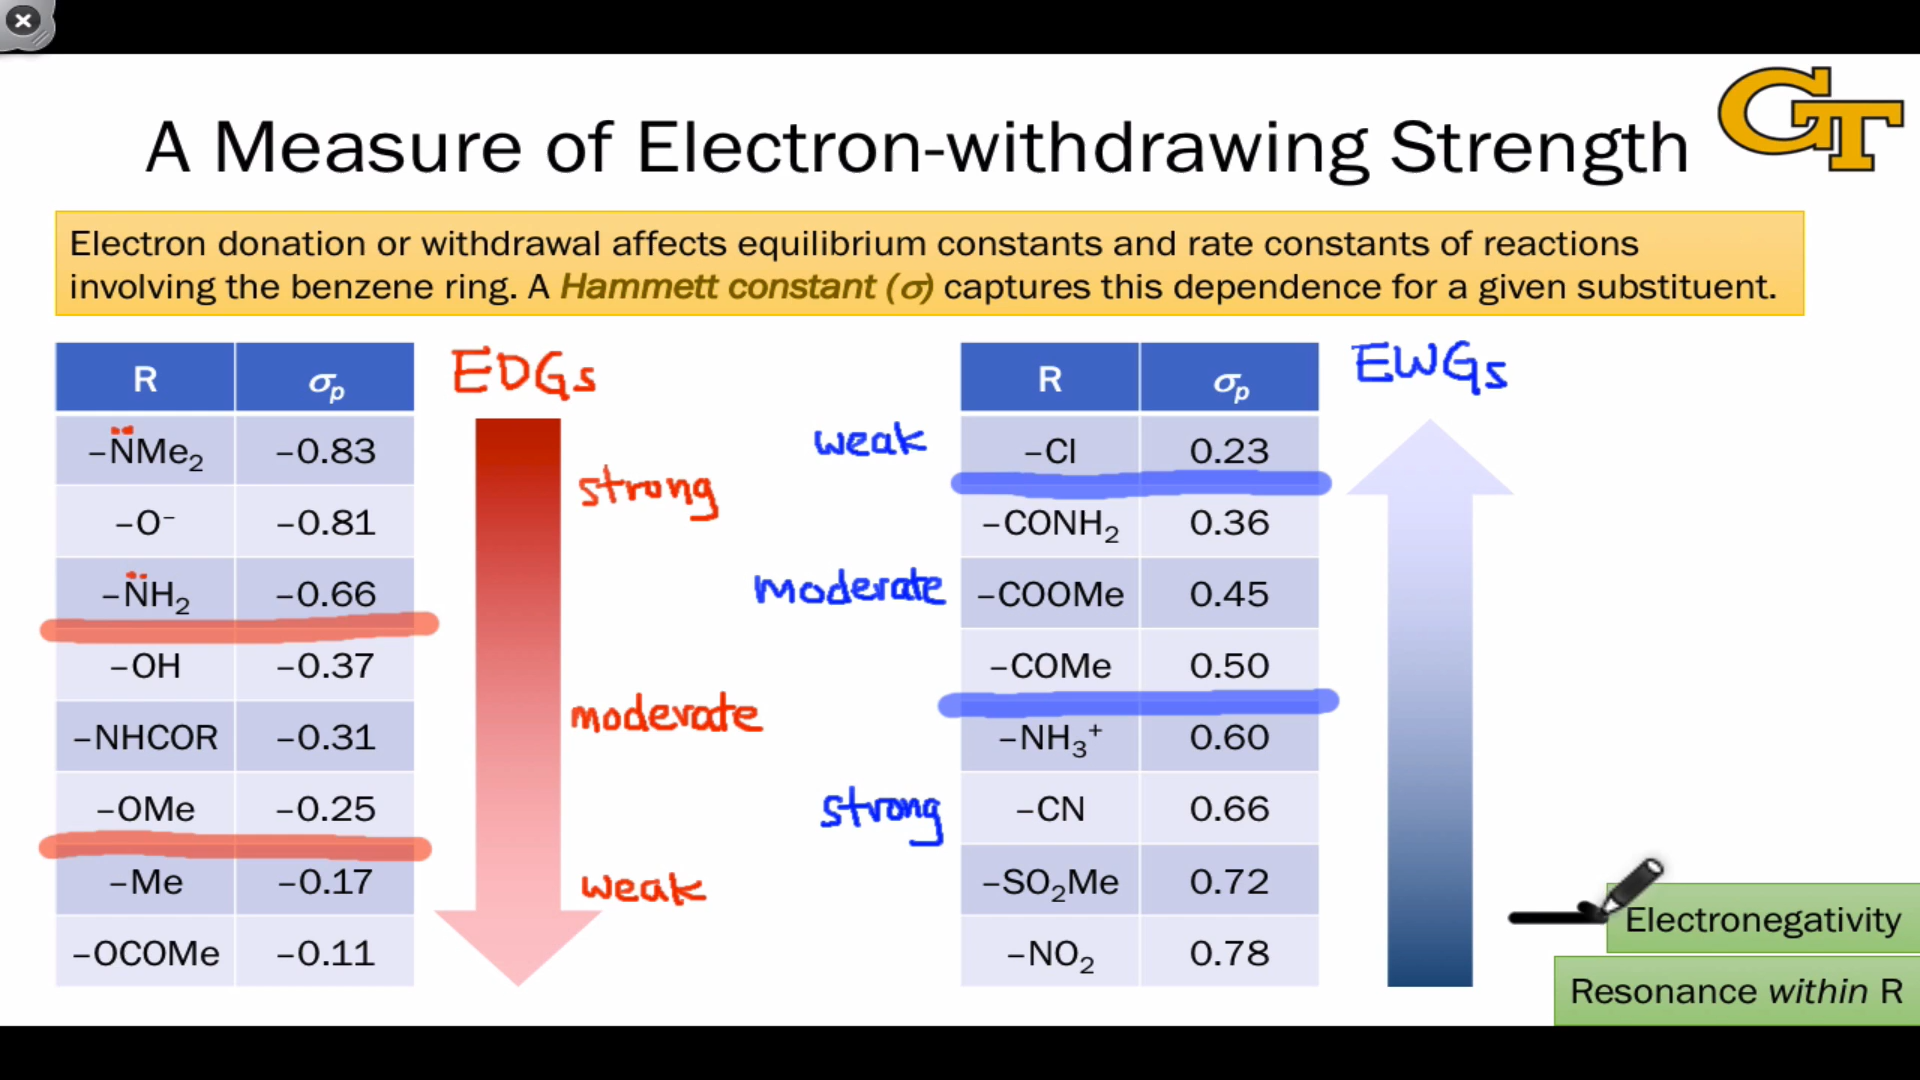 A Measure of Electron-withdrawing Strength
GT
Electron donation or withdrawal affects equilibrium constants and rate constants of reactions
involving the benzene ring. A Hammett constant (σ) captures this dependence for a given substituent.
R σₚ
–N̈Me₂ –0.83
–O⁻ –0.81
–N̈H₂ –0.66
–OH –0.37
–NHCOR –0.31
–OMe –0.25
–Me –0.17
–OCOMe –0.11
EDGs
strong
moderate
weak
weak
moderate
strong
R σₚ
–Cl 0.23
–CONH₂ 0.36
–COOMe 0.45
–COMe 0.50
–NH₃⁺ 0.60
–CN 0.66
–SO₂Me 0.72
–NO₂ 0.78
EWGs
Electronegativity
Resonance within R